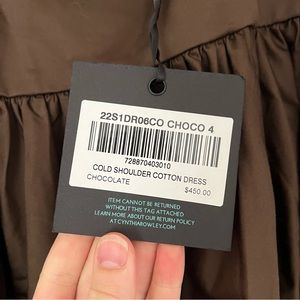 22S1DR06CO CHOCO 4
728870403010
COLD SHOULDER COTTON DRESS
CHOCOLATE $450.00
ITEM CANNOT BE RETURNED
WITHOUT THIS TAG ATTACHED
LEARN MORE ABOUT OUR RETURN POLICY
AT CYNTHIAROWLEY.COM